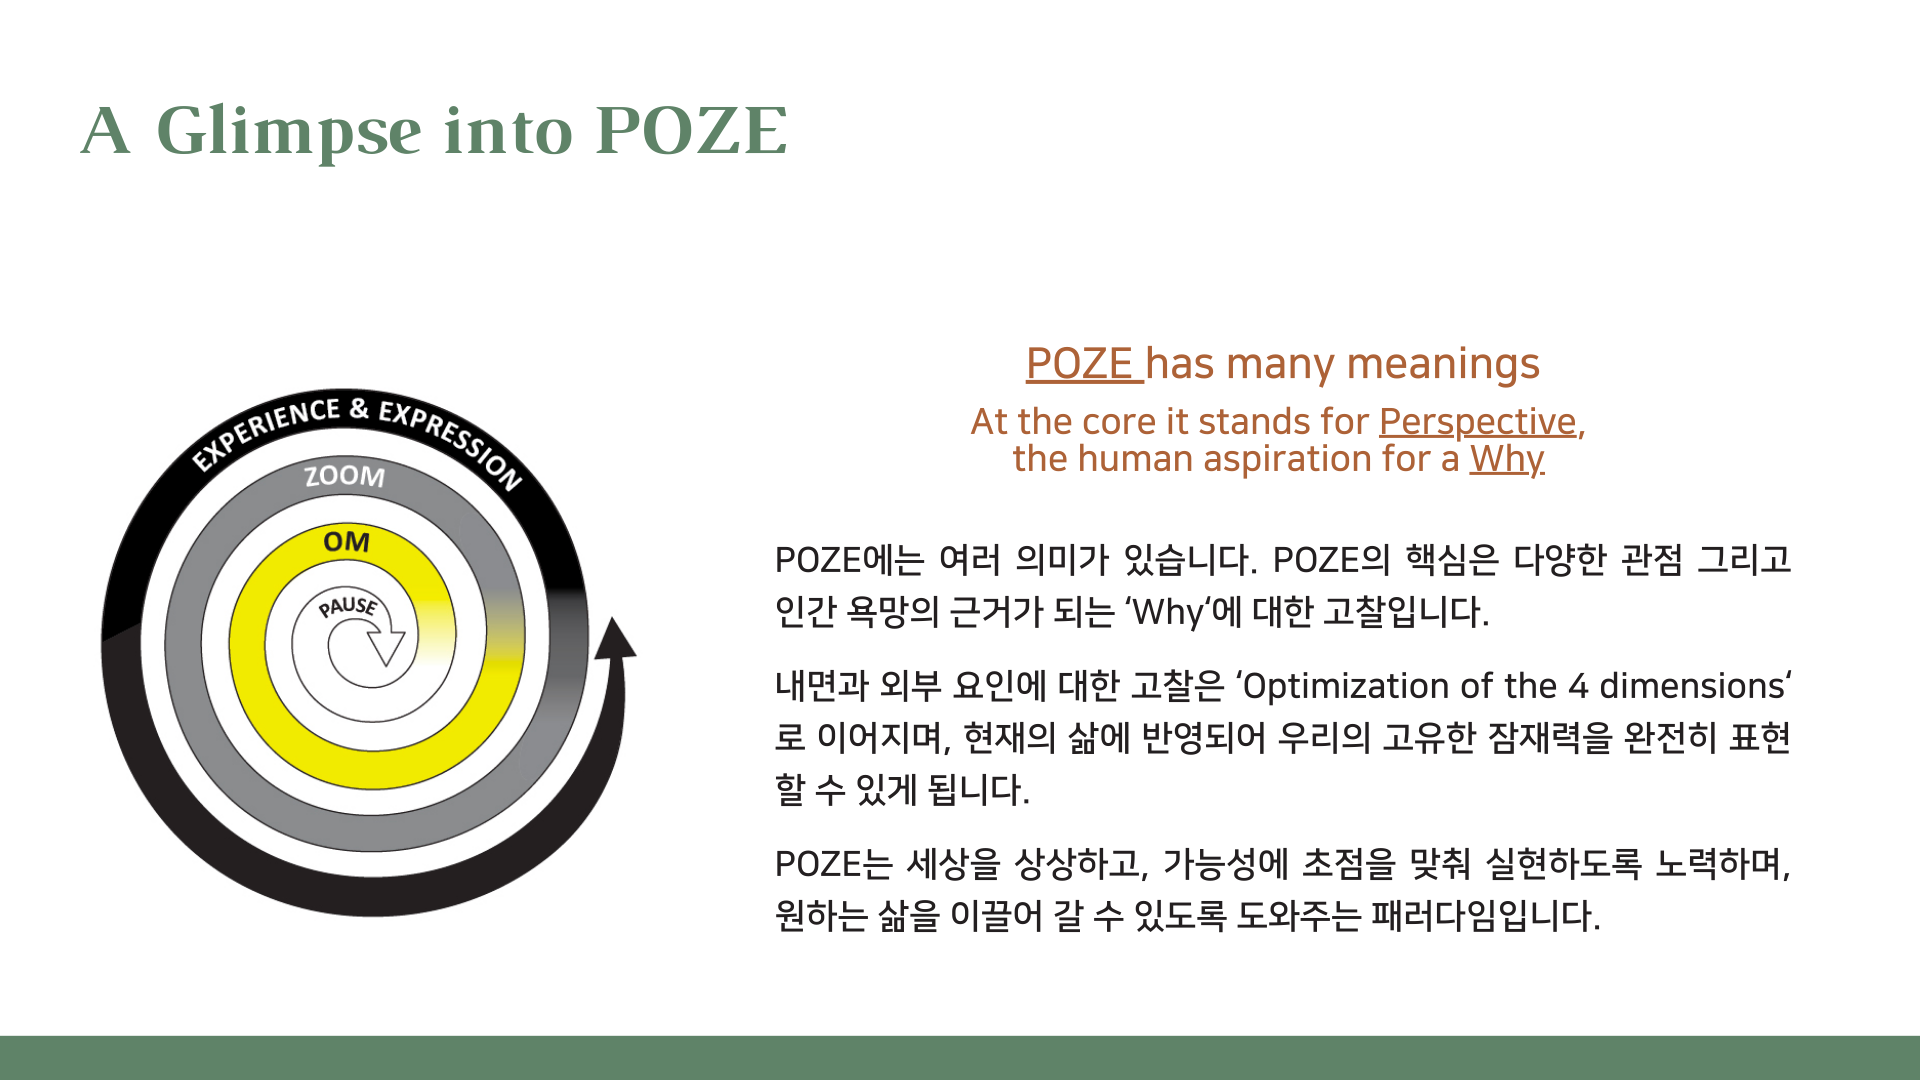 A Glimpse into POZE
EXPERIENCE & EXPRESSION
ZOOM
OM
PAUSE
POZE has many meanings
At the core it stands for Perspective,
the human aspiration for a Why
POZE에는 여러 의미가 있습니다. POZE의 핵심은 다양한 관점 그리고
인간 욕망의 근거가 되는 ‘Why‘에 대한 고찰입니다.
내면과 외부 요인에 대한 고찰은 ‘Optimization of the 4 dimensions‘
로 이어지며, 현재의 삶에 반영되어 우리의 고유한 잠재력을 완전히 표현
할 수 있게 됩니다.
POZE는 세상을 상상하고, 가능성에 초점을 맞춰 실현하도록 노력하며,
원하는 삶을 이끌어 갈 수 있도록 도와주는 패러다임입니다.